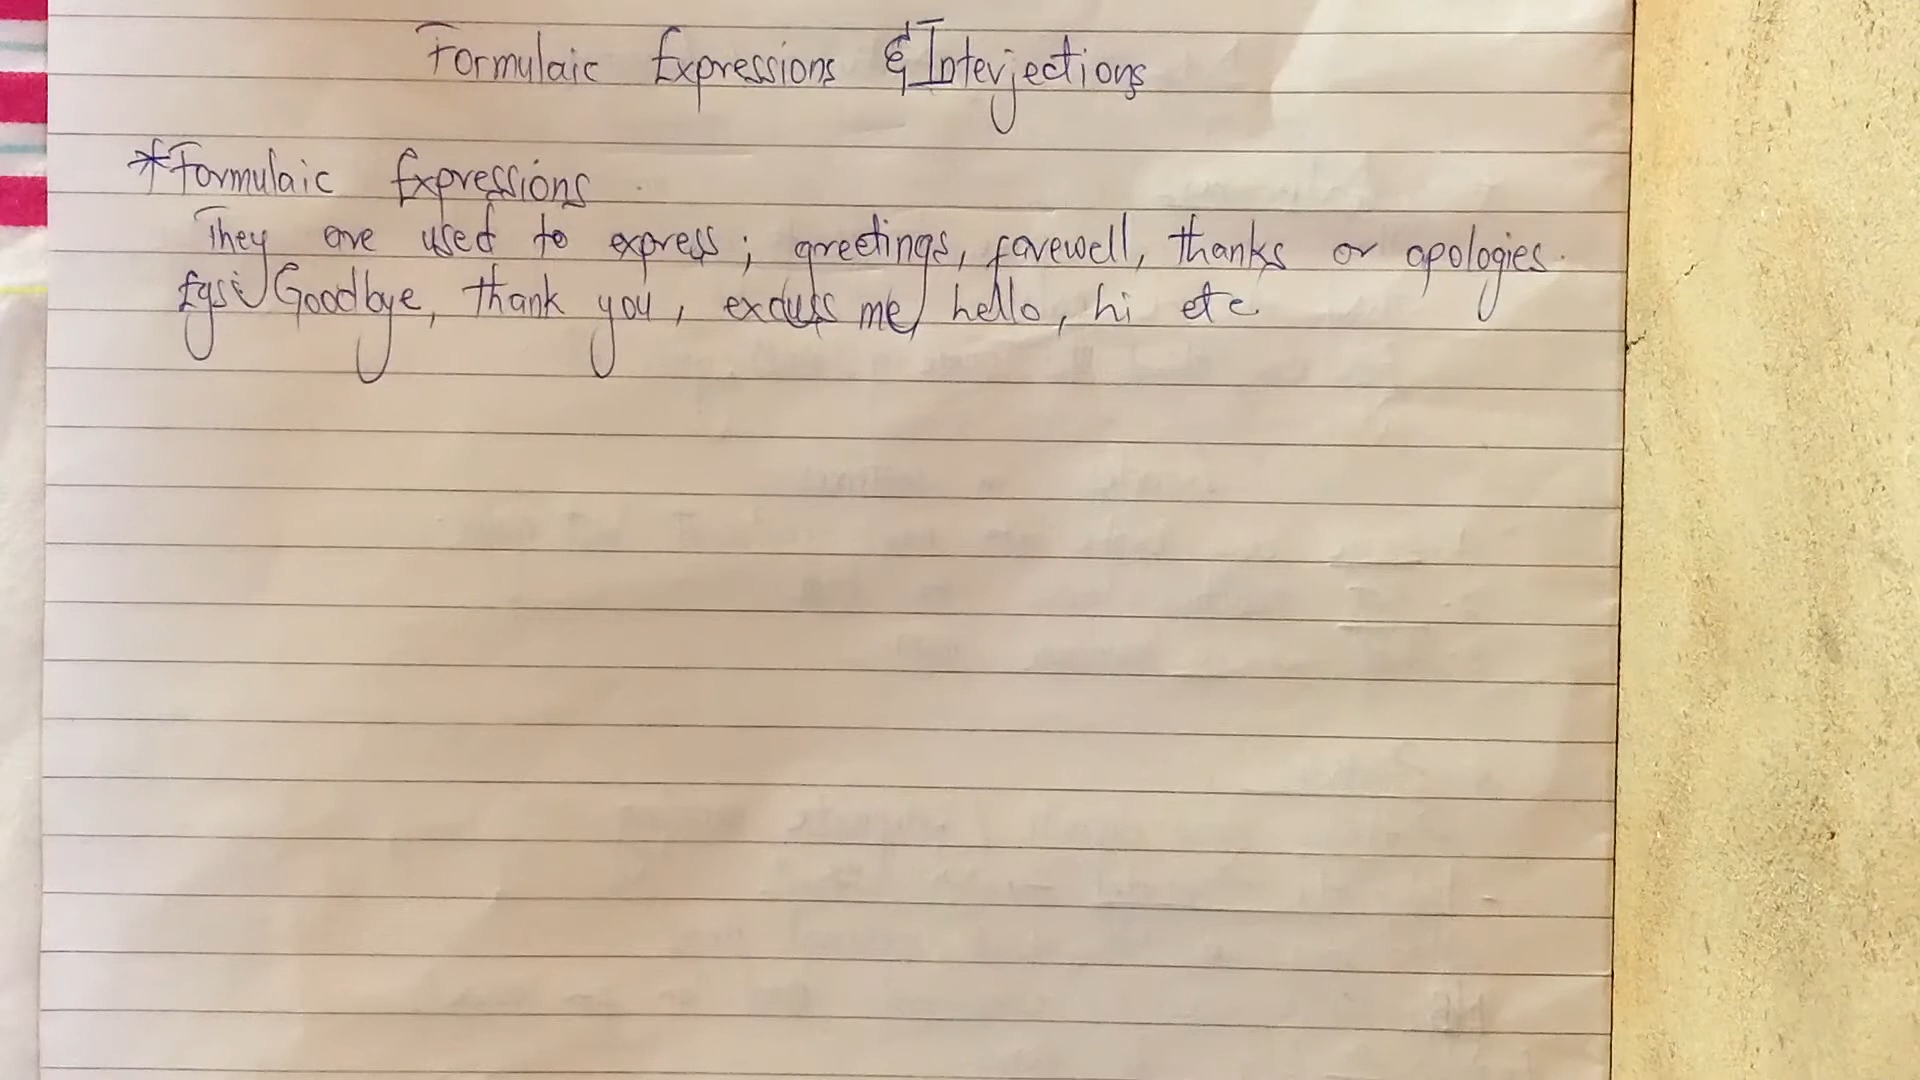 Formulaic Expressions & Interjections
*Formulaic Expressions
They are used to express; greetings, farewell, thanks or apologies.
Egs: Goodbye, thank you, excuss me, hello, hi etc